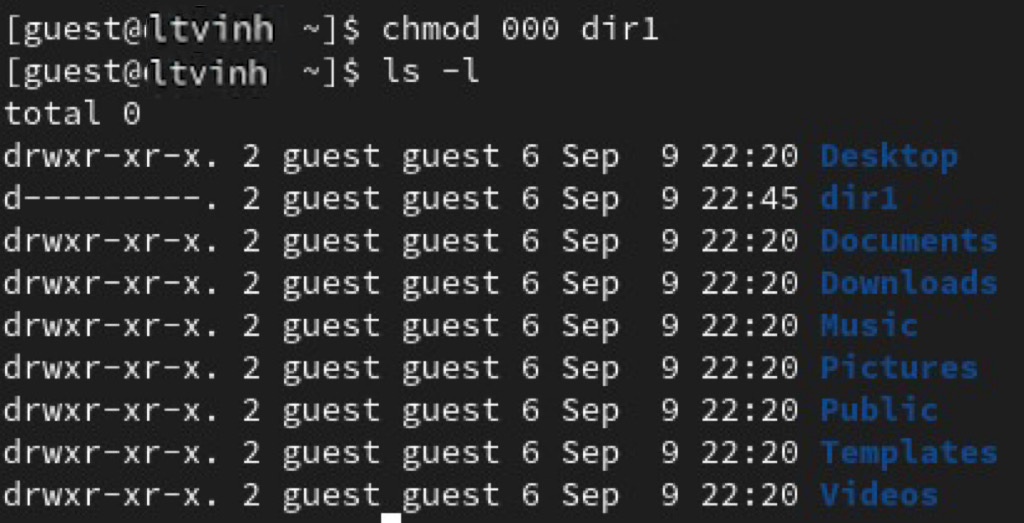 [guest@ltvinh ~]$ chmod 000 dir1
[guest@ltvinh ~]$ ls -l
total 0
drwxr-xr-x. 2 guest guest 6 Sep  9 22:20 Desktop
d---------. 2 guest guest 6 Sep  9 22:45 dir1
drwxr-xr-x. 2 guest guest 6 Sep  9 22:20 Documents
drwxr-xr-x. 2 guest guest 6 Sep  9 22:20 Downloads
drwxr-xr-x. 2 guest guest 6 Sep  9 22:20 Music
drwxr-xr-x. 2 guest guest 6 Sep  9 22:20 Pictures
drwxr-xr-x. 2 guest guest 6 Sep  9 22:20 Public
drwxr-xr-x. 2 guest guest 6 Sep  9 22:20 Templates
drwxr-xr-x. 2 guest guest 6 Sep  9 22:20 Videos